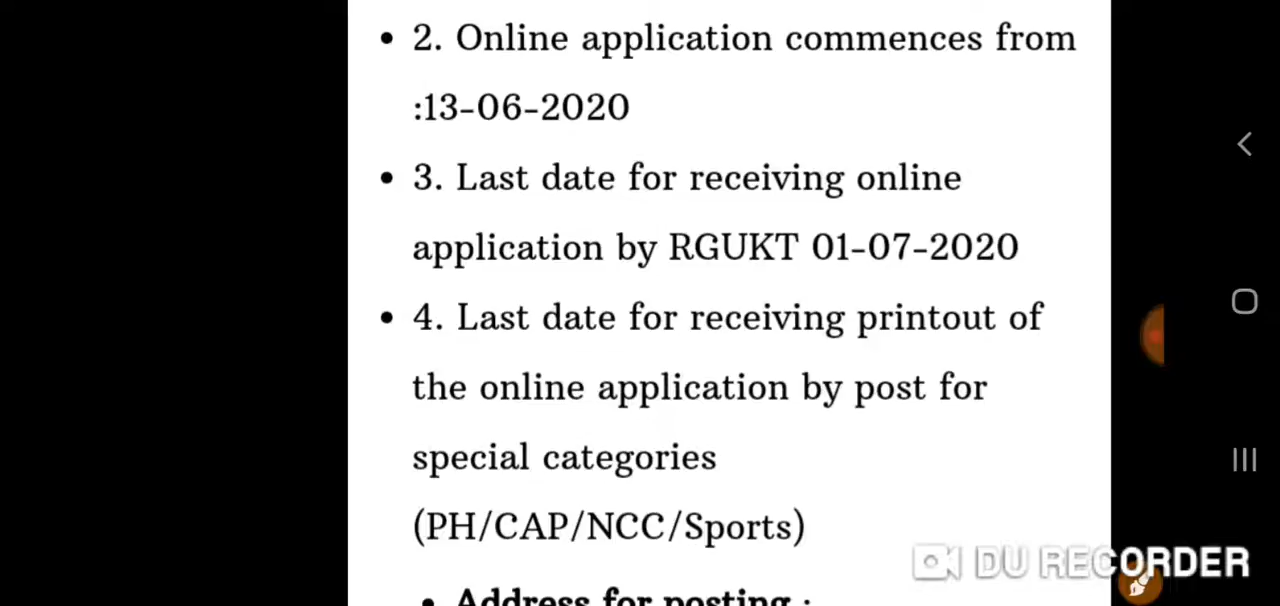 2. Online application commences from
:13-06-2020
3. Last date for receiving online
application by RGUKT 01-07-2020
4. Last date for receiving printout of
the online application by post for
special categories
(PH/CAP/NCC/Sports)
Address for posting :
DU RECORDER